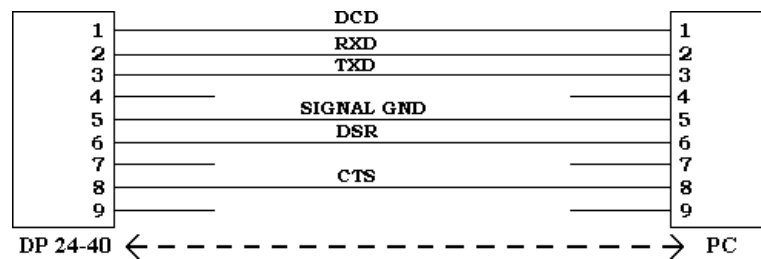 DCD
1 1
RXD
2 2
TXD
3 3
4 4
SIGNAL GND
5 5
DSR
6 6
7 7
CTS
8 8
9 9
DP 24-40 PC